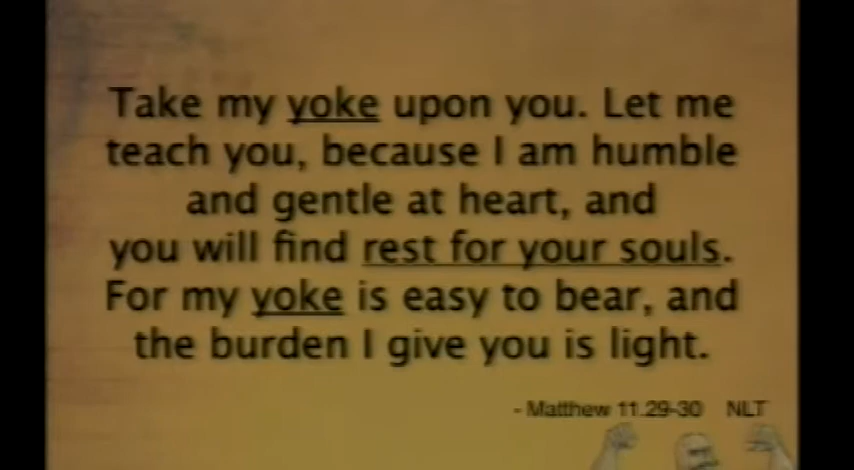 Take my yoke upon you. Let me
teach you, because I am humble
and gentle at heart, and
you will find rest for your souls.
For my yoke is easy to bear, and
the burden I give you is light.
- Matthew 11.29-30 NLT